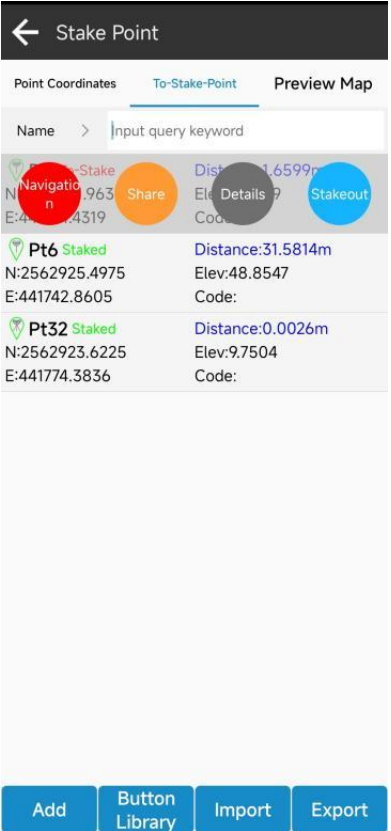 Stake Point
Point Coordinates To-Stake-Point Preview Map
Name > Input query keyword
Navigation Share Details Stakeout
Pt6 Staked Distance:31.5814m
N:2562925.4975 Elev:48.8547
E:441742.8605 Code:
Pt32 Staked Distance:0.0026m
N:2562923.6225 Elev:9.7504
E:441774.3836 Code:
Add Button Library Import Export